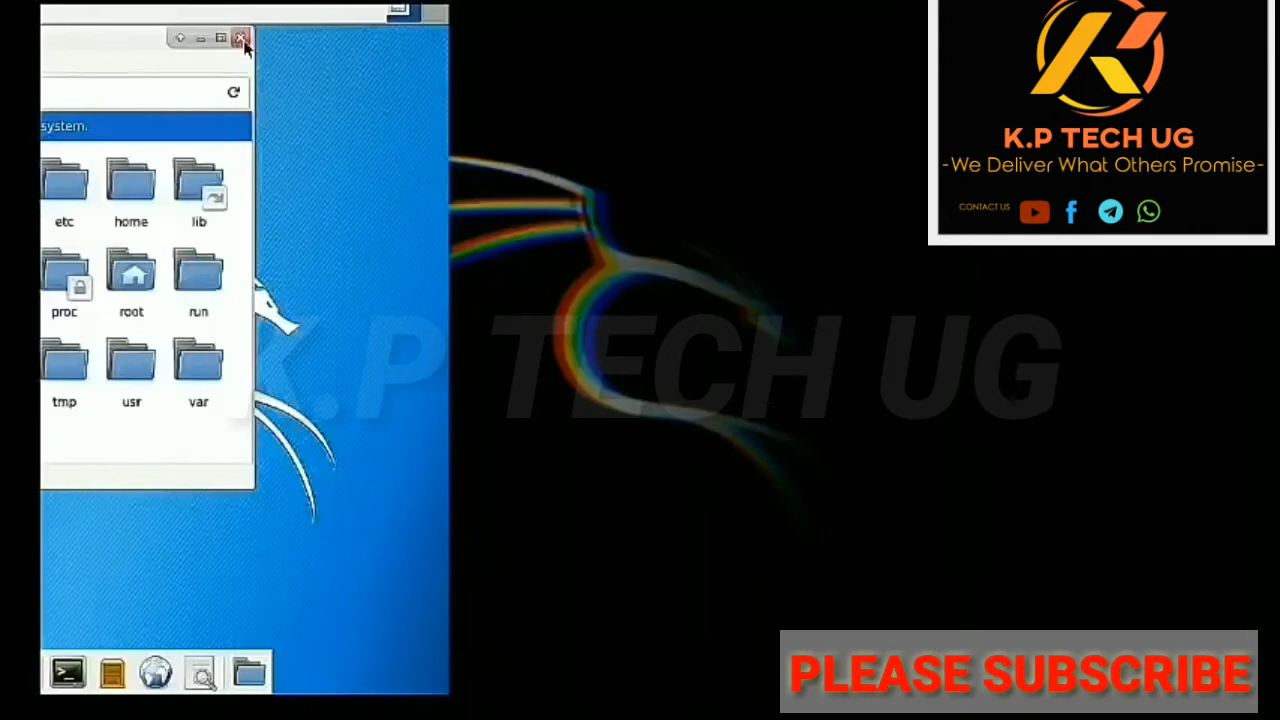 system.
etc home lib
proc root run
tmp usr var
K.P TECH UG
K.P TECH UG
-We Deliver What Others Promise-
CONTACT US
PLEASE SUBSCRIBE